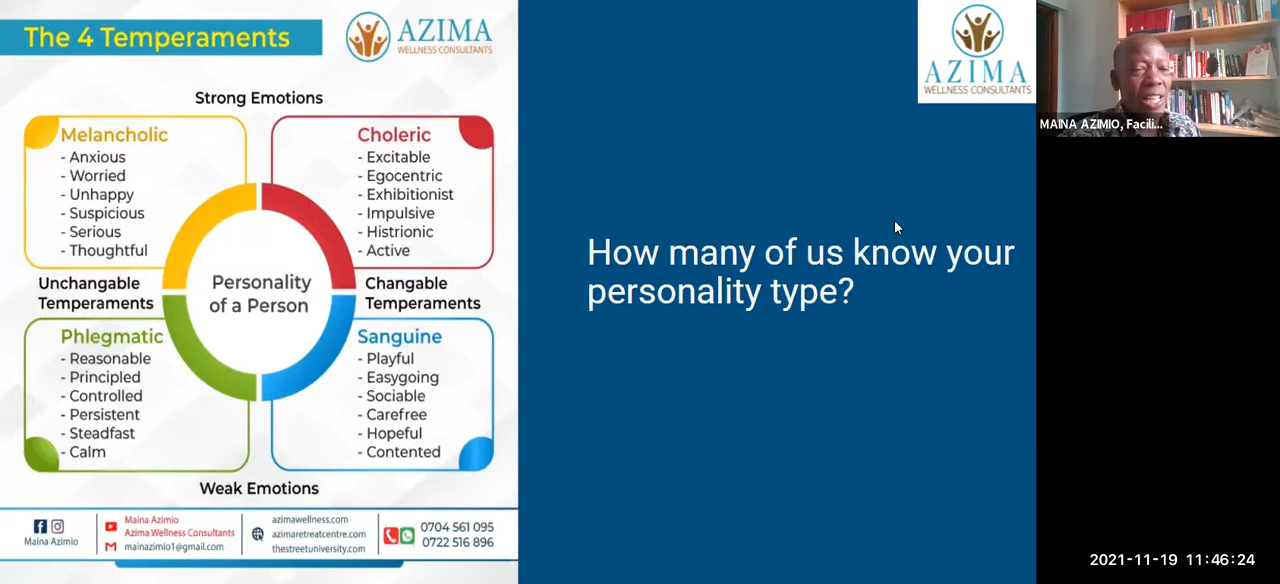 The 4 Temperaments
AZIMA
WELLNESS CONSULTANTS
Strong Emotions
Melancholic
- Anxious
- Worried
- Unhappy
- Suspicious
- Serious
- Thoughtful
Choleric
- Excitable
- Egocentric
- Exhibitionist
- Impulsive
- Histrionic
- Active
Unchangable
Temperaments
Personality
of a Person
Changable
Temperaments
Phlegmatic
- Reasonable
- Principled
- Controlled
- Persistent
- Steadfast
- Calm
Sanguine
- Playful
- Easygoing
- Sociable
- Carefree
- Hopeful
- Contented
Weak Emotions
Maina Azimio
Maina Azimio
Azima Wellness Consultants
mainazimio1@gmail.com
azimawellness.com
azimaretreatcentre.com
thestreetuniversity.com
0704 561 095
0722 516 896
How many of us know your
personality type?
AZIMA
WELLNESS CONSULTANTS
MAINA AZIMIO, Facili...
2021-11-19 11:46:24